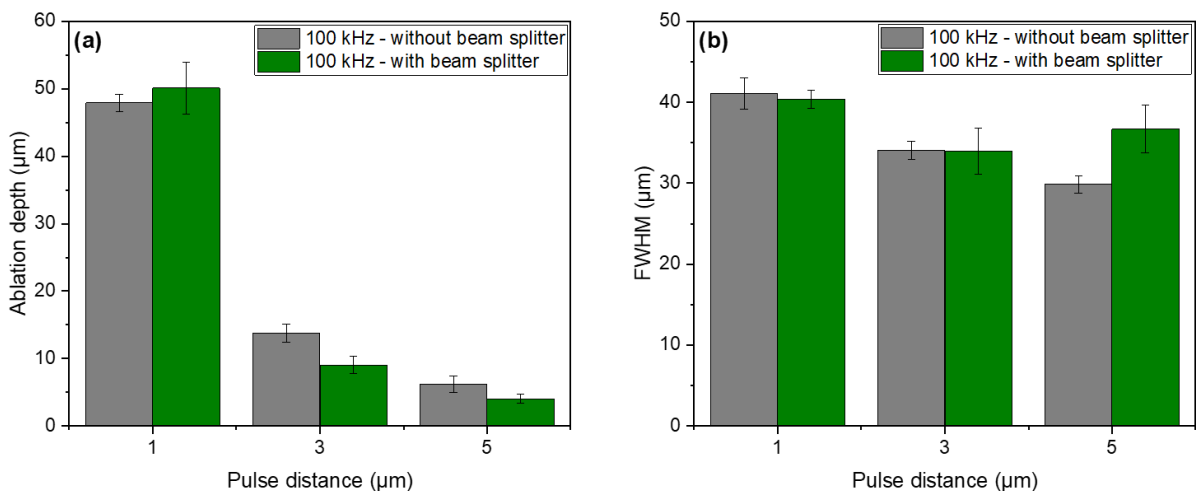 (a)
100 kHz - without beam splitter
100 kHz - with beam splitter
60
50
40
30
20
10
0
Ablation depth (µm)
1
3
5
Pulse distance (µm)
(b)
100 kHz - without beam splitter
100 kHz - with beam splitter
50
40
30
20
10
0
FWHM (µm)
1
3
5
Pulse distance (µm)